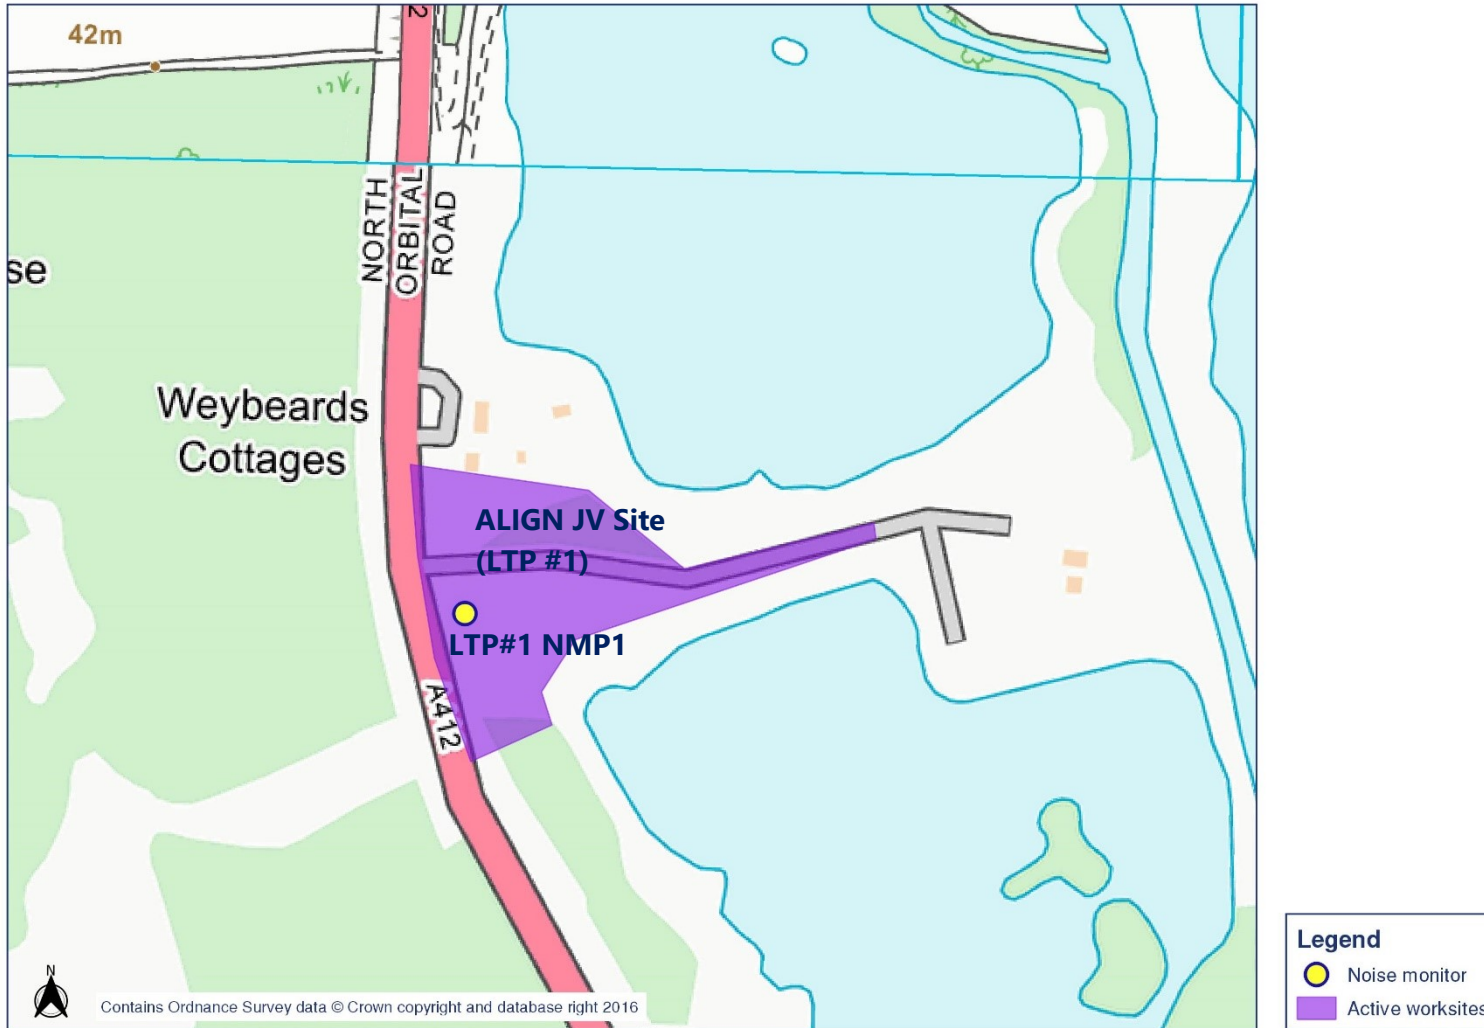 2
42m
NORTH
ORBITAL
ROAD
se
Weybeards
Cottages
ALIGN JV Site
(LTP #1)
LTP#1 NMP1
A412
N
Contains Ordnance Survey data © Crown copyright and database right 2016
Legend
Noise monitor
Active worksites